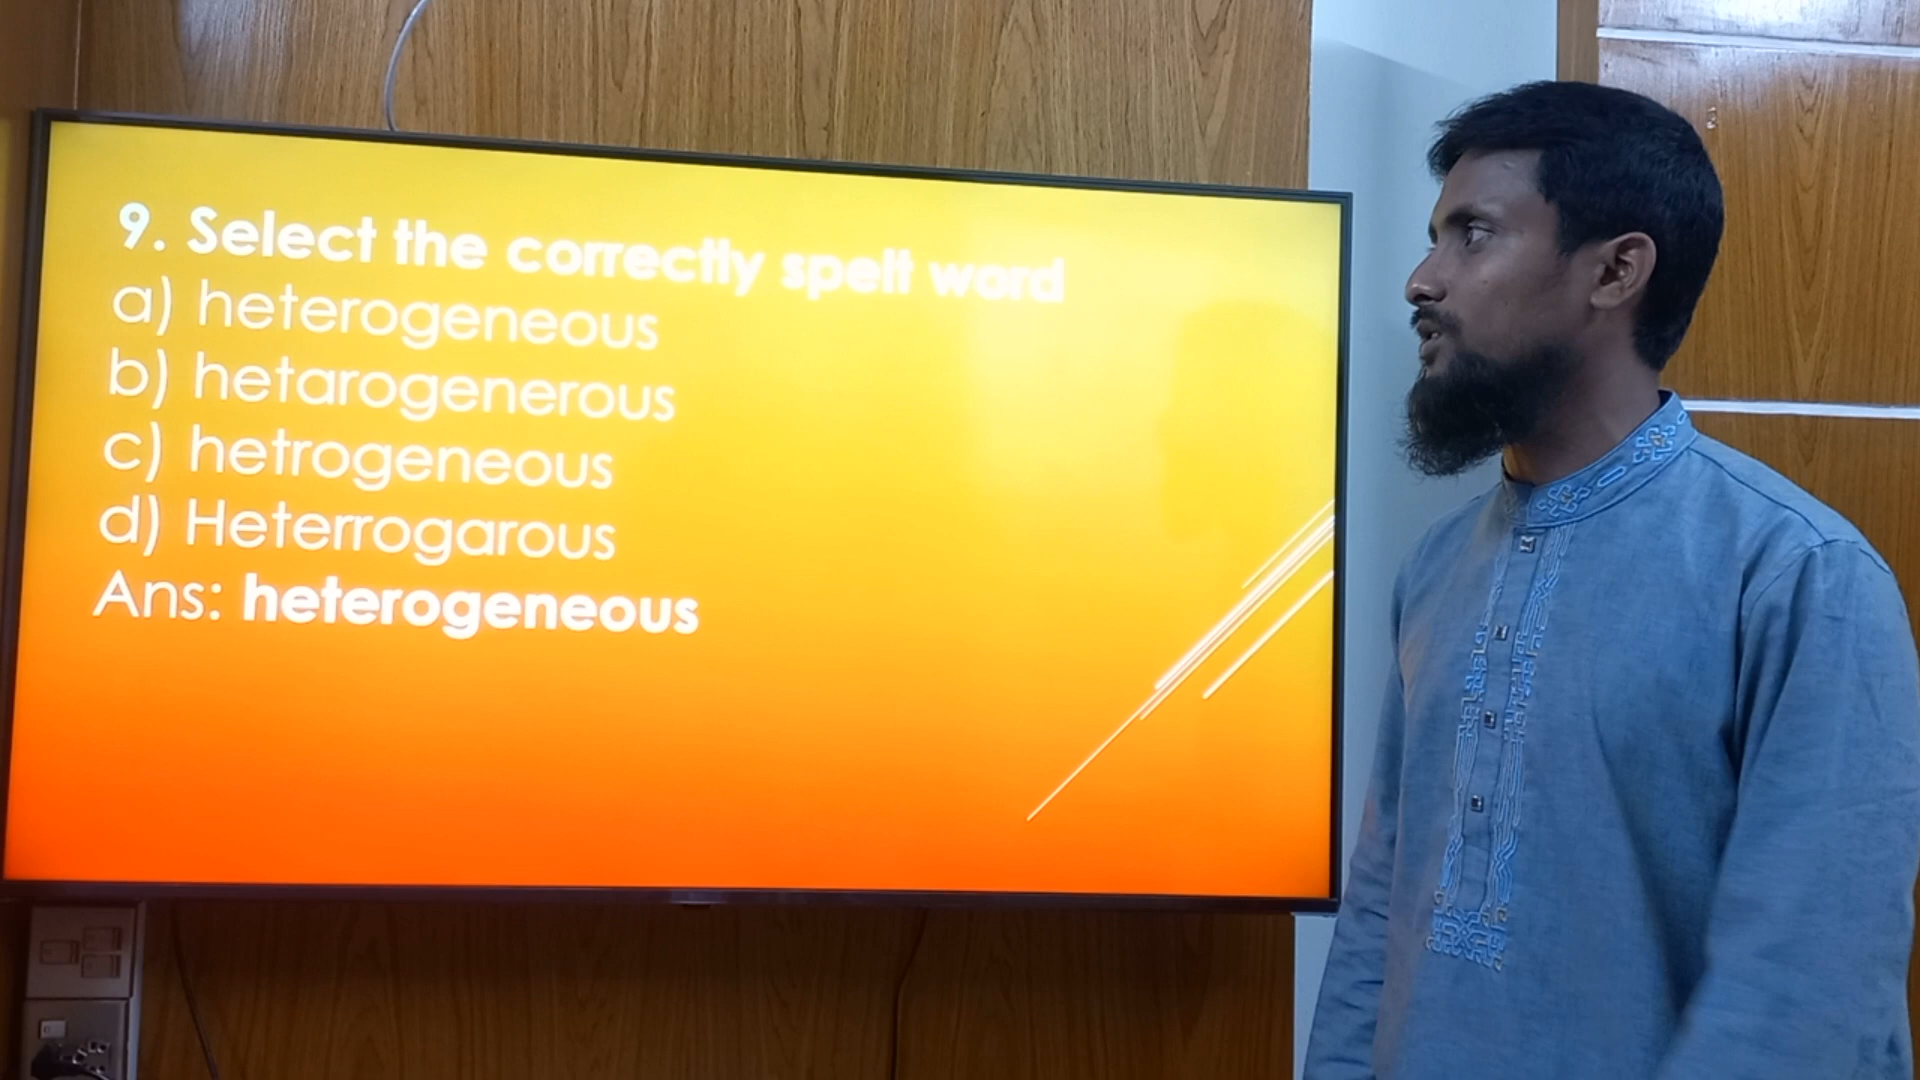 9. Select the correctly spelt word
a) heterogeneous
b) hetarogenerous
c) hetrogeneous
d) Heterrogarous
Ans: heterogeneous